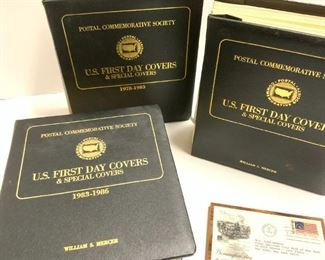 POSTAL COMMEMORATIVE SOCIETY
U.S. FIRST DAY COVERS
& SPECIAL COVERS
1978-1983
POSTAL COMMEMORATIVE SOCIETY
U.S. FIRST DAY COVERS
& SPECIAL COVERS
WILLIAM S. MERCER
POSTAL COMMEMORATIVE SOCIETY
U.S. FIRST DAY COVERS
& SPECIAL COVERS
1983-1986
WILLIAM S. MERCER